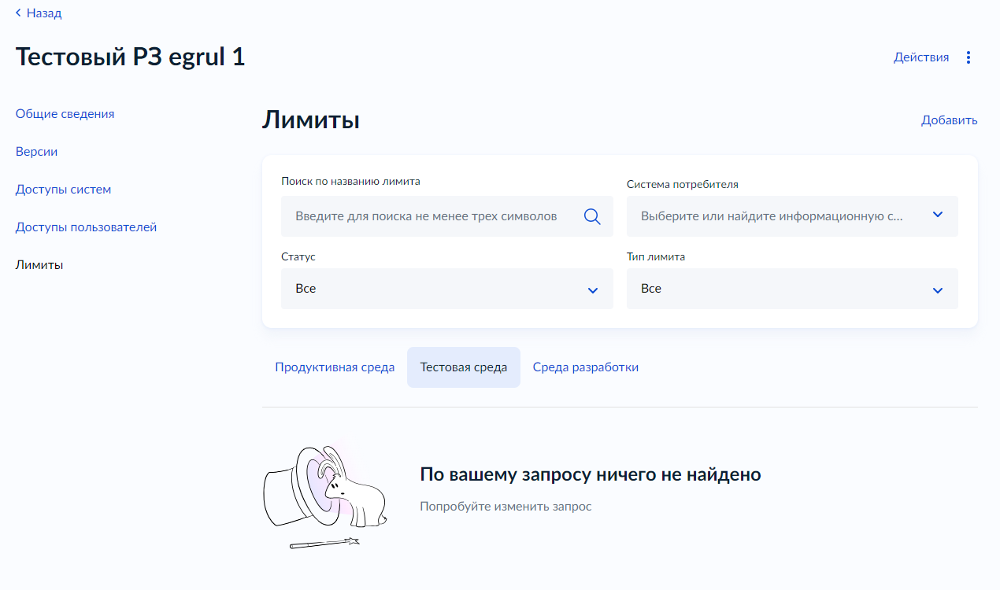 Назад
Тестовый РЗ egrul 1
Действия
Общие сведения
Версии
Доступы систем
Доступы пользователей
Лимиты
Лимиты
Добавить
Поиск по названию лимита
Введите для поиска не менее трех символов
Система потребителя
Выберите или найдите информационную с...
Статус
Все
Тип лимита
Все
Продуктивная среда
Тестовая среда
Среда разработки
По вашему запросу ничего не найдено
Попробуйте изменить запрос